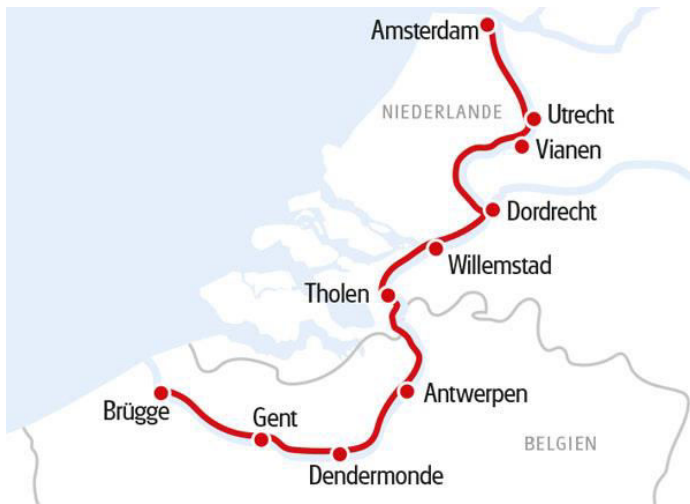 Amsterdam
NIEDERLANDE
Utrecht
Vianen
Dordrecht
Willemstad
Tholen
Antwerpen
Brügge
Gent
BELGIEN
Dendermonde